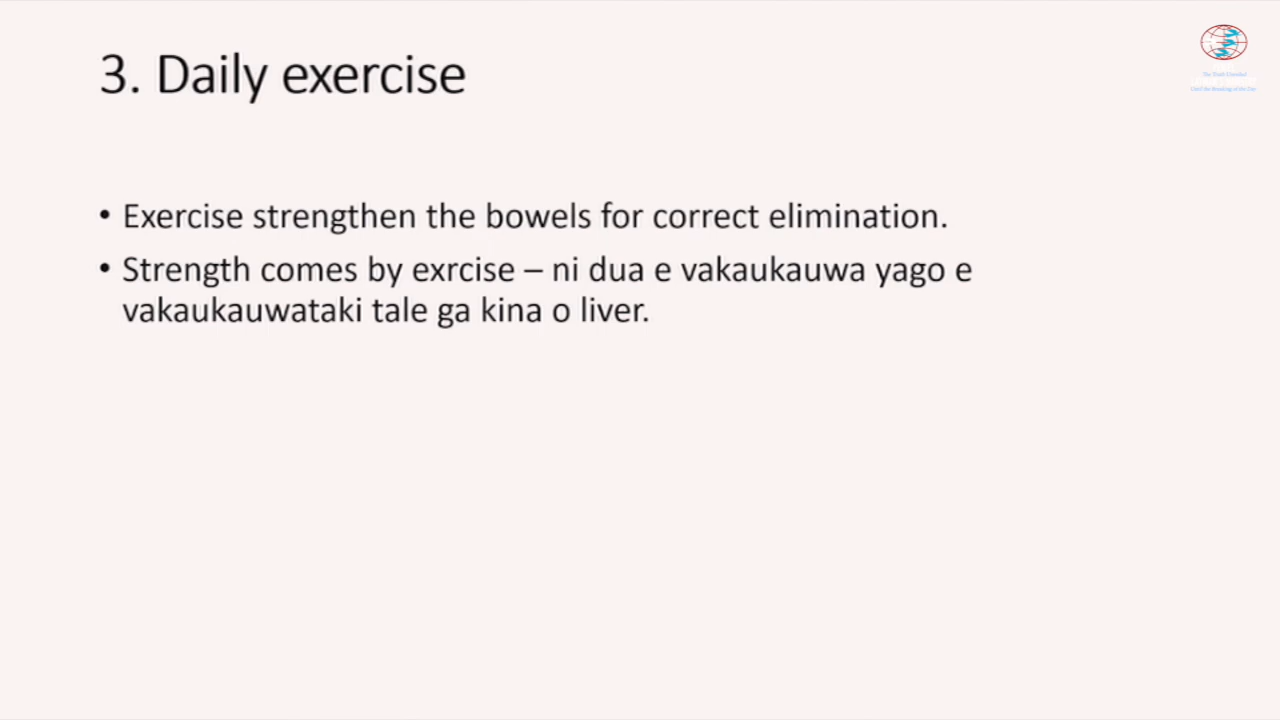 3. Daily exercise
• Exercise strengthen the bowels for correct elimination.
• Strength comes by exrcise – ni dua e vakaukauwa yago e
vakaukauwataki tale ga kina o liver.